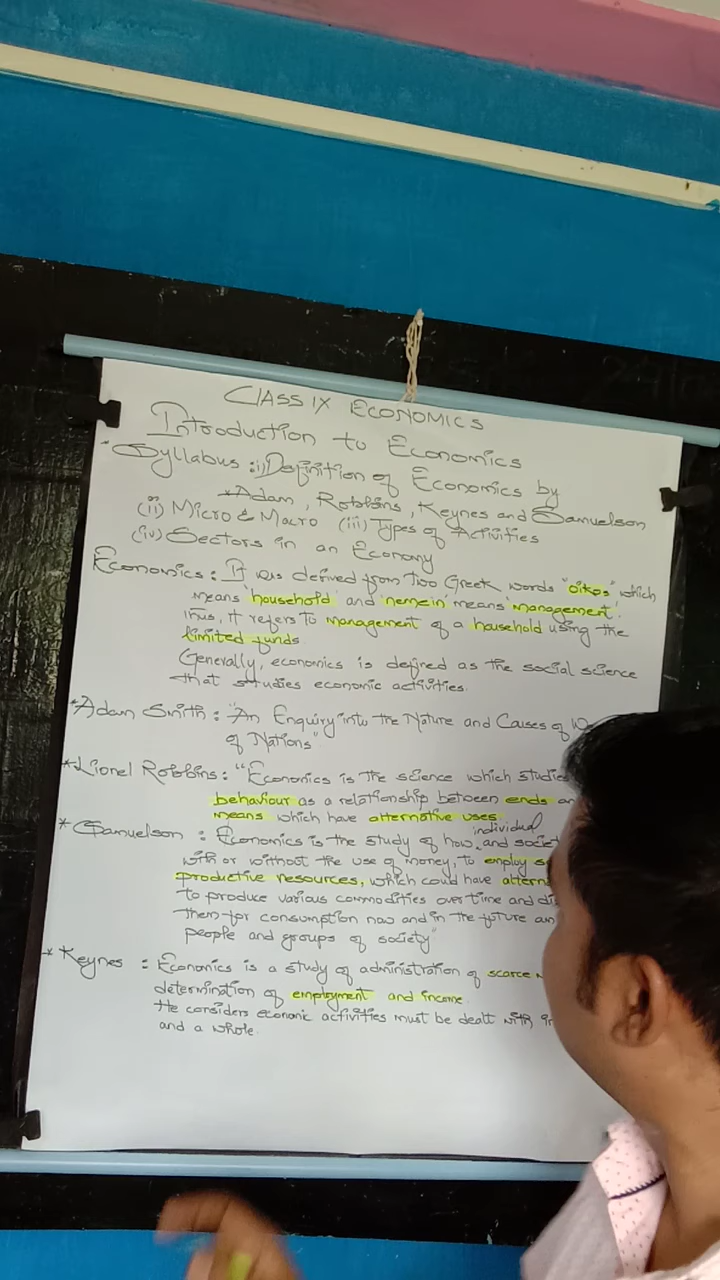 CLASS IX ECONOMICS
Introduction to Economics
Syllabus : i) Definition of Economics by
Adam, Robbins, Keynes and Samuelson
(ii) Micro & Macro (iii) Types of Activities
(iv) Sectors in an Economy
Economics : It was derived from two Greek words "oikos" which
means 'household' and 'nemein' means 'management'.
Thus, It refers to management of a household using the
limited funds.
Generally, economics is defined as the social science
that studies economic activities.
*Adam Smith : "An Enquiry into the Nature and Causes of
of Nations"
*Lionel Robbins : "Economics is the science which studies
behaviour as a relationship between ends
means which have alternative uses.
individual
*Samuelson : Economics is the study of how and
with or without the use of money, to employ
productive resources, which could have
to produce various commodities over time and
them for consumption now and in the future
people and groups of society"
*Keynes : Economics is a study of administration of scarce
determination of employment and income.
He considers economic activities must be dealt with
and a whole.